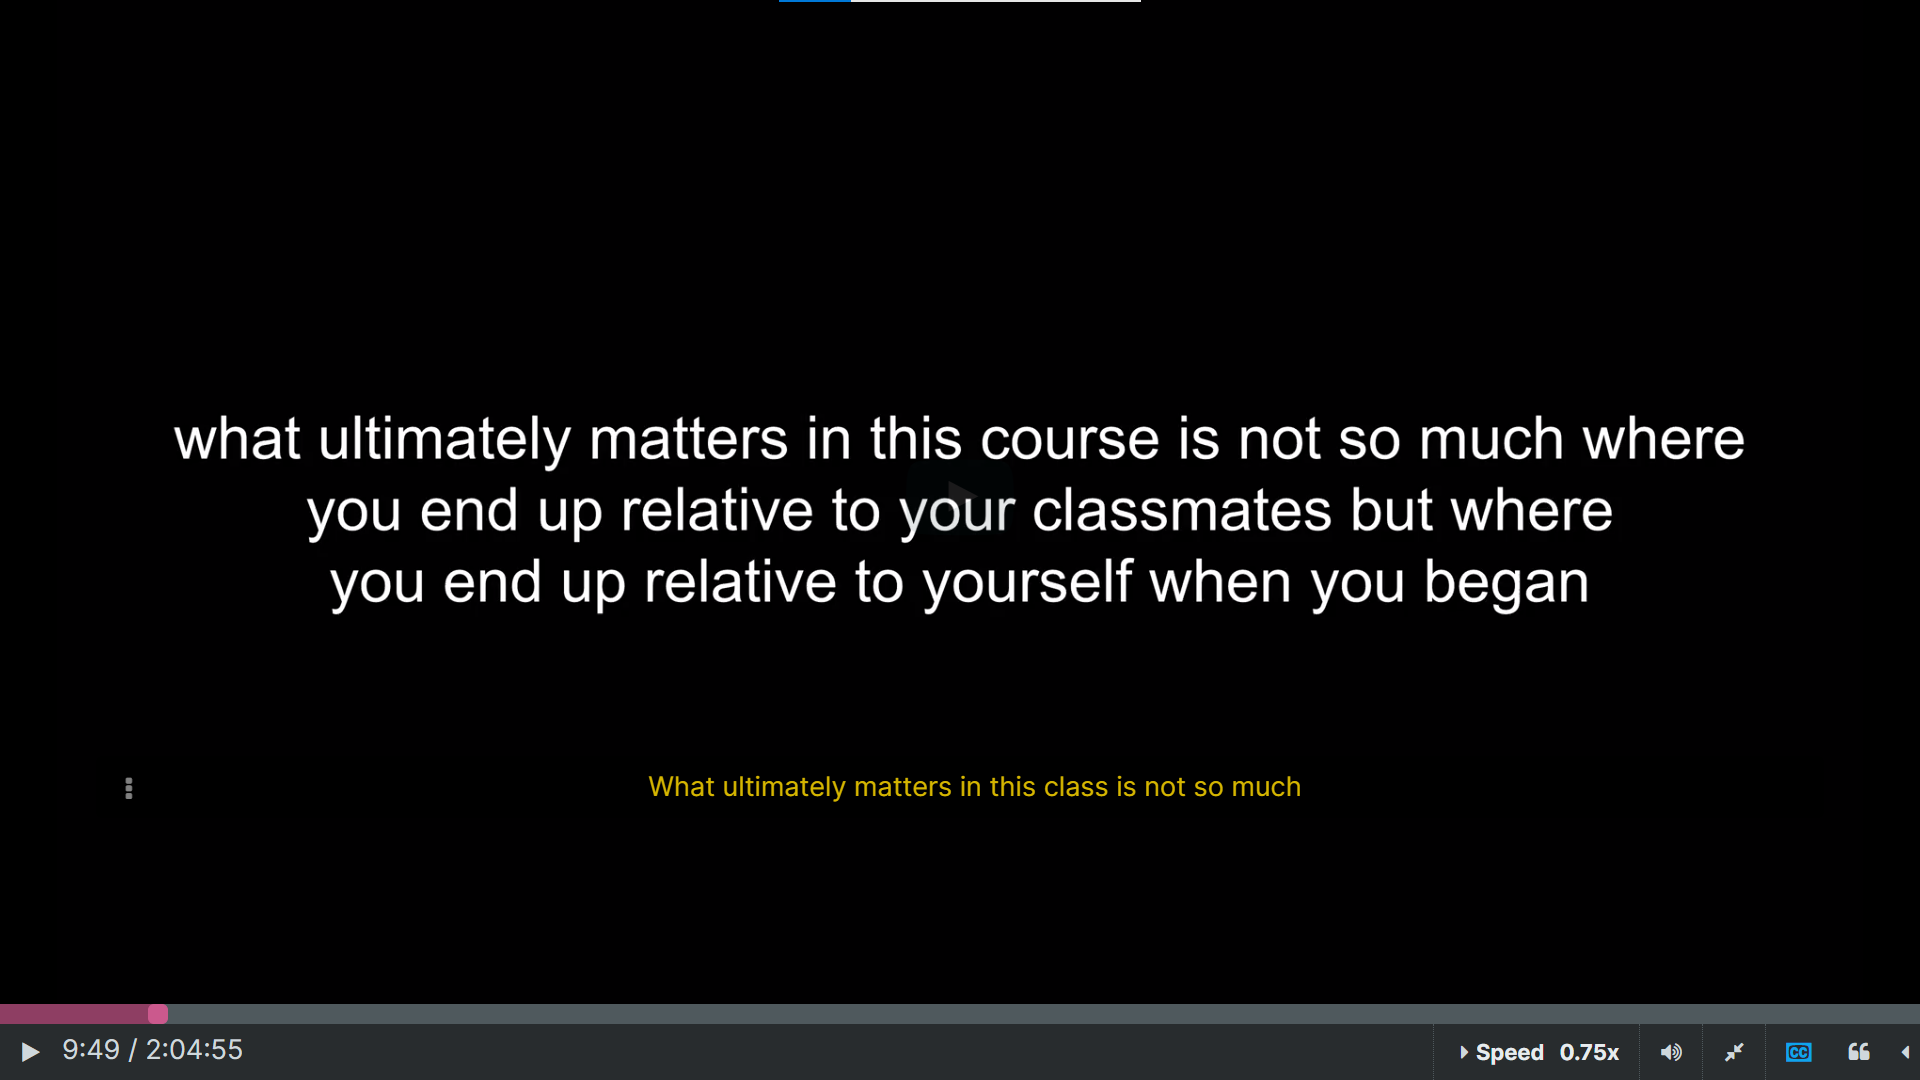 what ultimately matters in this course is not so much where
you end up relative to your classmates but where
you end up relative to yourself when you began
What ultimately matters in this class is not so much
9:49 / 2:04:55
Speed 0.75x
CC